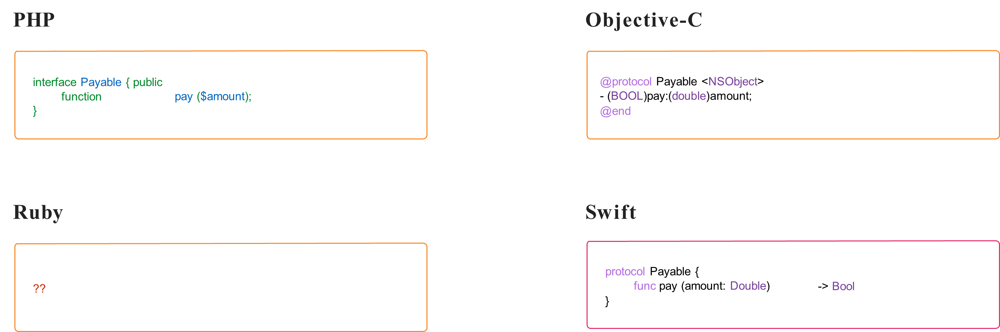 PHP
interface Payable { public
function pay ($amount);
}
Objective-C
@protocol Payable <NSObject>
- (BOOL)pay:(double)amount;
@end
Ruby
??
Swift
protocol Payable {
func pay (amount: Double) -> Bool
}